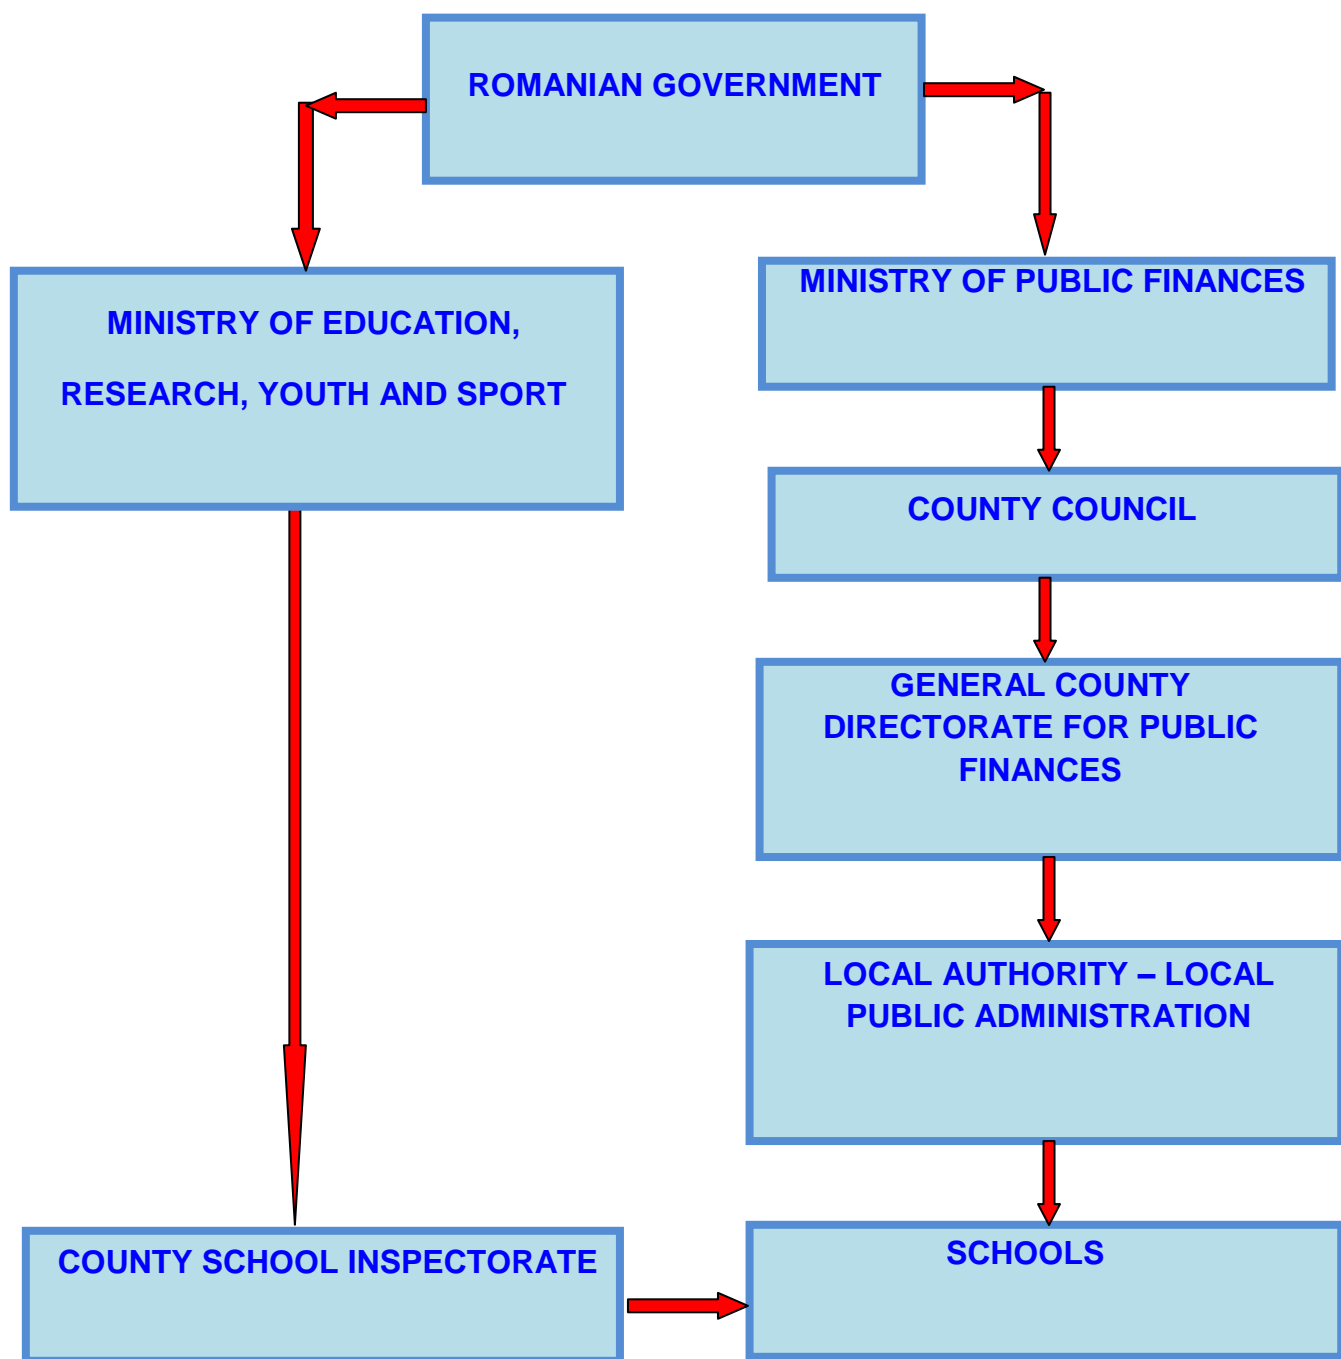 ROMANIAN GOVERNMENT
MINISTRY OF EDUCATION,
RESEARCH, YOUTH AND SPORT
MINISTRY OF PUBLIC FINANCES
COUNTY COUNCIL
GENERAL COUNTY
DIRECTORATE FOR PUBLIC
FINANCES
LOCAL AUTHORITY – LOCAL
PUBLIC ADMINISTRATION
COUNTY SCHOOL INSPECTORATE
SCHOOLS